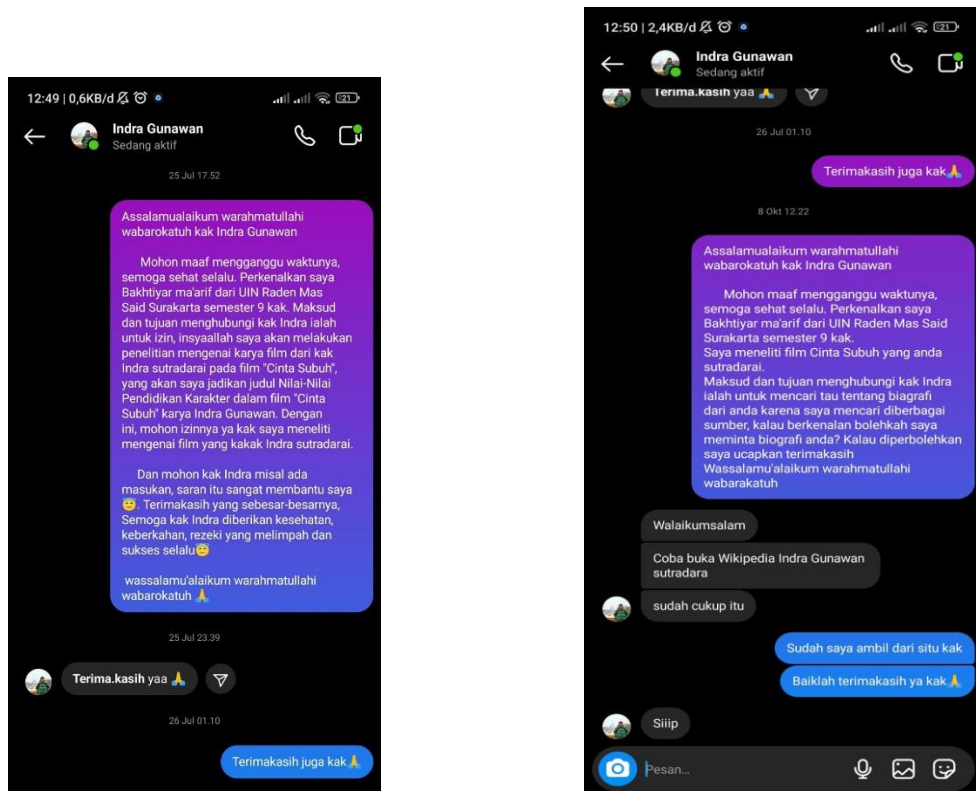 12:49 | 0,6KB/d
21
Indra Gunawan
Sedang aktif
25 Jul 17.52
Assalamualaikum warahmatullahi
wabarokatuh kak Indra Gunawan
Mohon maaf mengganggu waktunya,
semoga sehat selalu. Perkenalkan saya
Bakhtiyar ma'arif dari UIN Raden Mas
Said Surakarta semester 9 kak. Maksud
dan tujuan menghubungi kak Indra ialah
untuk izin, insyaallah saya akan melakukan
penelitian mengenai karya film dari kak
Indra sutradarai pada film "Cinta Subuh",
yang akan saya jadikan judul Nilai-Nilai
Pendidikan Karakter dalam film "Cinta
Subuh" karya Indra Gunawan. Dengan
ini, mohon izinnya ya kak saya meneliti
mengenai film yang kakak Indra sutradarai.
Dan mohon kak Indra misal ada
masukan, saran itu sangat membantu saya
😇. Terimakasih yang sebesar-besarnya,
Semoga kak Indra diberikan kesehatan,
keberkahan, rezeki yang melimpah dan
sukses selalu😇
wassalamu'alaikum warahmatullahi
wabarokatuh 🙏
25 Jul 23.39
Terima.kasih yaa 🙏
26 Jul 01.10
Terimakasih juga kak🙏
12:50 | 2,4KB/d
21
Indra Gunawan
Sedang aktif
Terima.kasih yaa 🙏
26 Jul 01.10
Terimakasih juga kak🙏
8 Okt 12.22
Assalamualaikum warahmatullahi
wabarokatuh kak Indra Gunawan
Mohon maaf mengganggu waktunya,
semoga sehat selalu. Perkenalkan saya
Bakhtiyar ma'arif dari UIN Raden Mas Said
Surakarta semester 9 kak.
Saya meneliti film Cinta Subuh yang anda
sutradarai.
Maksud dan tujuan menghubungi kak Indra
ialah untuk mencari tau tentang biagrafi
dari anda karena saya mencari diberbagai
sumber, kalau berkenalan bolehkah saya
meminta biografi anda? Kalau diperbolehkan
saya ucapkan terimakasih
Wassalamu'alaikum warahmatullahi
wabarakatuh
Walaikumsalam
Coba buka Wikipedia Indra Gunawan
sutradara
sudah cukup itu
Sudah saya ambil dari situ kak
Baiklah terimakasih ya kak🙏
Siiip
Pesan...